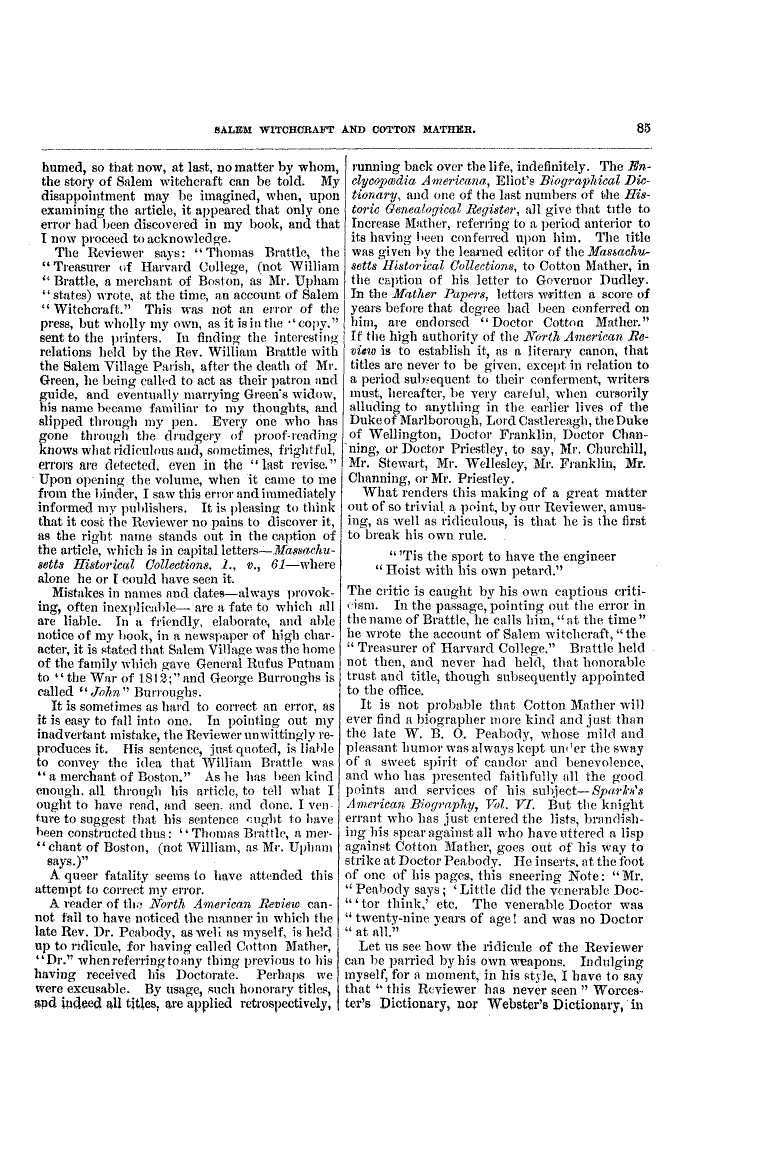 SALEM WITCHCRAFT AND COTTON MATHER. 85
humed, so that now, at last, no matter by whom,
the story of Salem witchcraft can be told. My
disappointment may be imagined, when, upon
examining the article, it appeared that only one
error had been discovered in my book, and that
I now proceed to acknowledge.
The Reviewer says: "Thomas Brattle, the
"Treasurer of Harvard College, (not William
"Brattle, a merchant of Boston, as Mr. Upham
"states) wrote, at the time, an account of Salem
"Witchcraft." This was not an error of the
press, but wholly my own, as it is in the "copy,"
sent to the printers. In finding the interesting
relations held by the Rev. William Brattle with
the Salem Village Parish, after the death of Mr.
Green, he being called to act as their patron and
guide, and eventually marrying Green's widow,
his name became familiar to my thoughts, and
slipped through my pen. Every one who has
gone through the drudgery of proof-reading
knows what ridiculous and, sometimes, frightful,
errors are detected, even in the "last revise."
Upon opening the volume, when it came to me
from the binder, I saw this error and immediately
informed my publishers. It is pleasing to think
that it cost the Reviewer no pains to discover it,
as the right name stands out in the caption of
the article, which is in capital letters—Massachu-
setts Historical Collections, I., v., 61—where
alone he or I could have seen it.
Mistakes in names and dates—always provok-
ing, often inexplicable— are a fate to which all
are liable. In a friendly, elaborate, and able
notice of my book, in a newspaper of high char-
acter, it is stated that Salem Village was the home
of the family which gave General Rufus Putnam
to "the War of 1812;" and George Burroughs is
called "John" Burroughs.
It is sometimes as hard to correct an error, as
it is easy to fall into one. In pointing out my
inadvertant mistake, the Reviewer unwittingly re-
produces it. His sentence, just quoted, is liable
to convey the idea that William Brattle was
"a merchant of Boston." As he has been kind
enough, all through his article, to tell what I
ought to have read, and seen, and done, I ven-
ture to suggest that his sentence ought to have
been constructed thus: "Thomas Brattle, a mer-
"chant of Boston, (not William, as Mr. Upham
says.)"
A queer fatality seems to have attended this
attempt to correct my error.
A reader of the North American Review can-
not fail to have noticed the manner in which the
late Rev. Dr. Peabody, as well as myself, is held
up to ridicule, for having called Cotton Mather,
"Dr." when referring to any thing previous to his
having received his Doctorate. Perhaps we
were excusable. By usage, such honorary titles,
and indeed all titles, are applied retrospectively,
running back over the life, indefinitely. The En-
clycopædia Americana, Eliot's Biographical Dic-
tionary, and one of the last numbers of the His-
toric Genealogical Register, all give that title to
Increase Mather, referring to a period anterior to
its having been conferred upon him. The title
was given by the learned editor of the Massachu-
setts Historical Collections, to Cotton Mather, in
the caption of his letter to Governor Dudley.
In the Mather Papers, letters written a score of
years before that degree had been conferred on
him, are endorsed "Doctor Cotton Mather."
If the high authority of the North American Re-
view is to establish it, as a literary canon, that
titles are never to be given, except in relation to
a period subsequent to their conferment, writers
must, hereafter, be very careful, when cursorily
alluding to anything in the earlier lives of the
Duke of Marlborough, Lord Castlereagh, the Duke
of Wellington, Doctor Franklin, Doctor Chan-
ning, or Doctor Priestley, to say, Mr. Churchill,
Mr. Stewart, Mr. Wellesley, Mr. Franklin, Mr.
Channing, or Mr. Priestley.
What renders this making of a great matter
out of so trivial a point, by our Reviewer, amus-
ing, as well as ridiculous, is that he is the first
to break his own rule.
"'Tis the sport to have the engineer
"Hoist with his own petard."
The critic is caught by his own captious criti-
cism. In the passage, pointing out the error in
the name of Brattle, he calls him, "at the time"
he wrote the account of Salem witchcraft, "the
"Treasurer of Harvard College." Brattle held
not then, and never had held, that honorable
trust and title, though subsequently appointed
to the office.
It is not probable that Cotton Mather will
ever find a biographer more kind and just than
the late W. B. O. Peabody, whose mild and
pleasant humor was always kept under the sway
of a sweet spirit of candor and benevolence,
and who has presented faithfully all the good
points and services of his subject—Sparks's
American Biography, Vol. VI. But the knight
errant who has just entered the lists, brandish-
ing his spear against all who have uttered a lisp
against Cotton Mather, goes out of his way to
strike at Doctor Peabody. He inserts, at the foot
of one of his pages, this sneering Note: "Mr.
"Peabody says; 'Little did the venerable Doc-
"'tor think,' etc. The venerable Doctor was
"twenty-nine years of age! and was no Doctor
"at all."
Let us see how the ridicule of the Reviewer
can be parried by his own weapons. Indulging
myself, for a moment, in his style, I have to say
that "this Reviewer has never seen" Worces-
ter's Dictionary, nor Webster's Dictionary, in